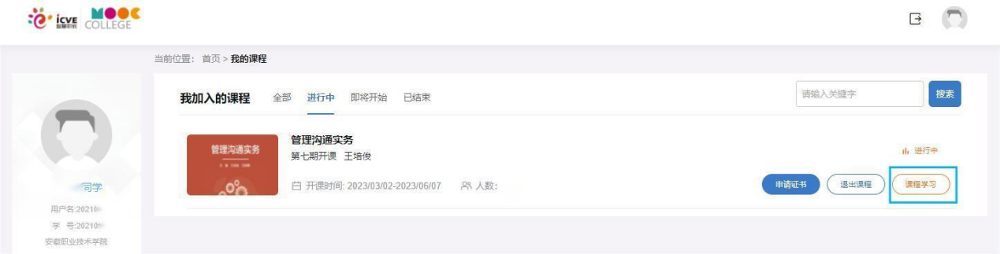 icve
智慧职教
MOOC
COLLEGE
当前位置： 首页 > 我的课程
同学
用户名:20210
学 号:20210
安徽职业技术学院
我加入的课程 全部 进行中 即将开始 已结束
请输入关键字 搜索
管理沟通实务
管理沟通实务
第七期开课 王培俊
开课时间: 2023/03/02-2023/06/07 人数:
进行中
申请证书 退出课程 课程学习